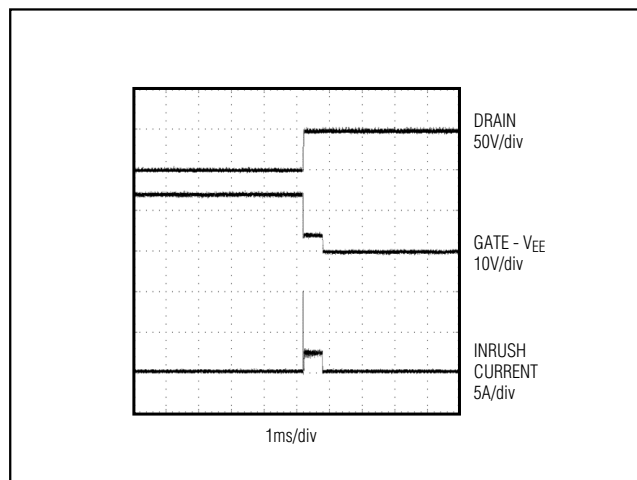 DRAIN
50V/div
GATE - VEE
10V/div
INRUSH
CURRENT
5A/div
1ms/div